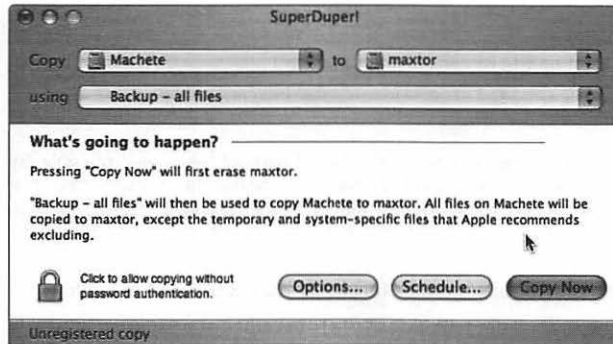 SuperDuper!
Copy Machete to maxtor
using Backup – all files
What's going to happen?
Pressing "Copy Now" will first erase maxtor.
"Backup – all files" will then be used to copy Machete to maxtor. All files on Machete will be
copied to maxtor, except the temporary and system-specific files that Apple recommends
excluding.
Click to allow copying without
password authentication.
Options...
Schedule...
Copy Now
Unregistered copy